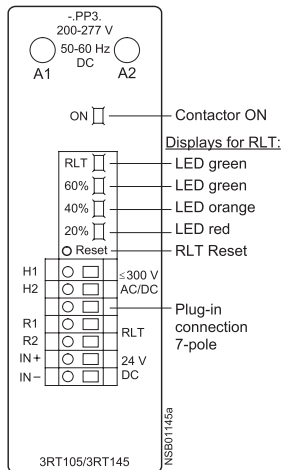 -.PP3.
200-277 V
50-60 Hz
DC
A1 A2
ON Contactor ON
Displays for RLT:
RLT LED green
60% LED green
40% LED orange
20% LED red
Reset RLT Reset
H1 ≤300 V
H2 AC/DC
Plug-in
connection
7-pole
R1 RLT
R2
IN+ 24 V
IN– DC
NSB01145a
3RT105/3RT145